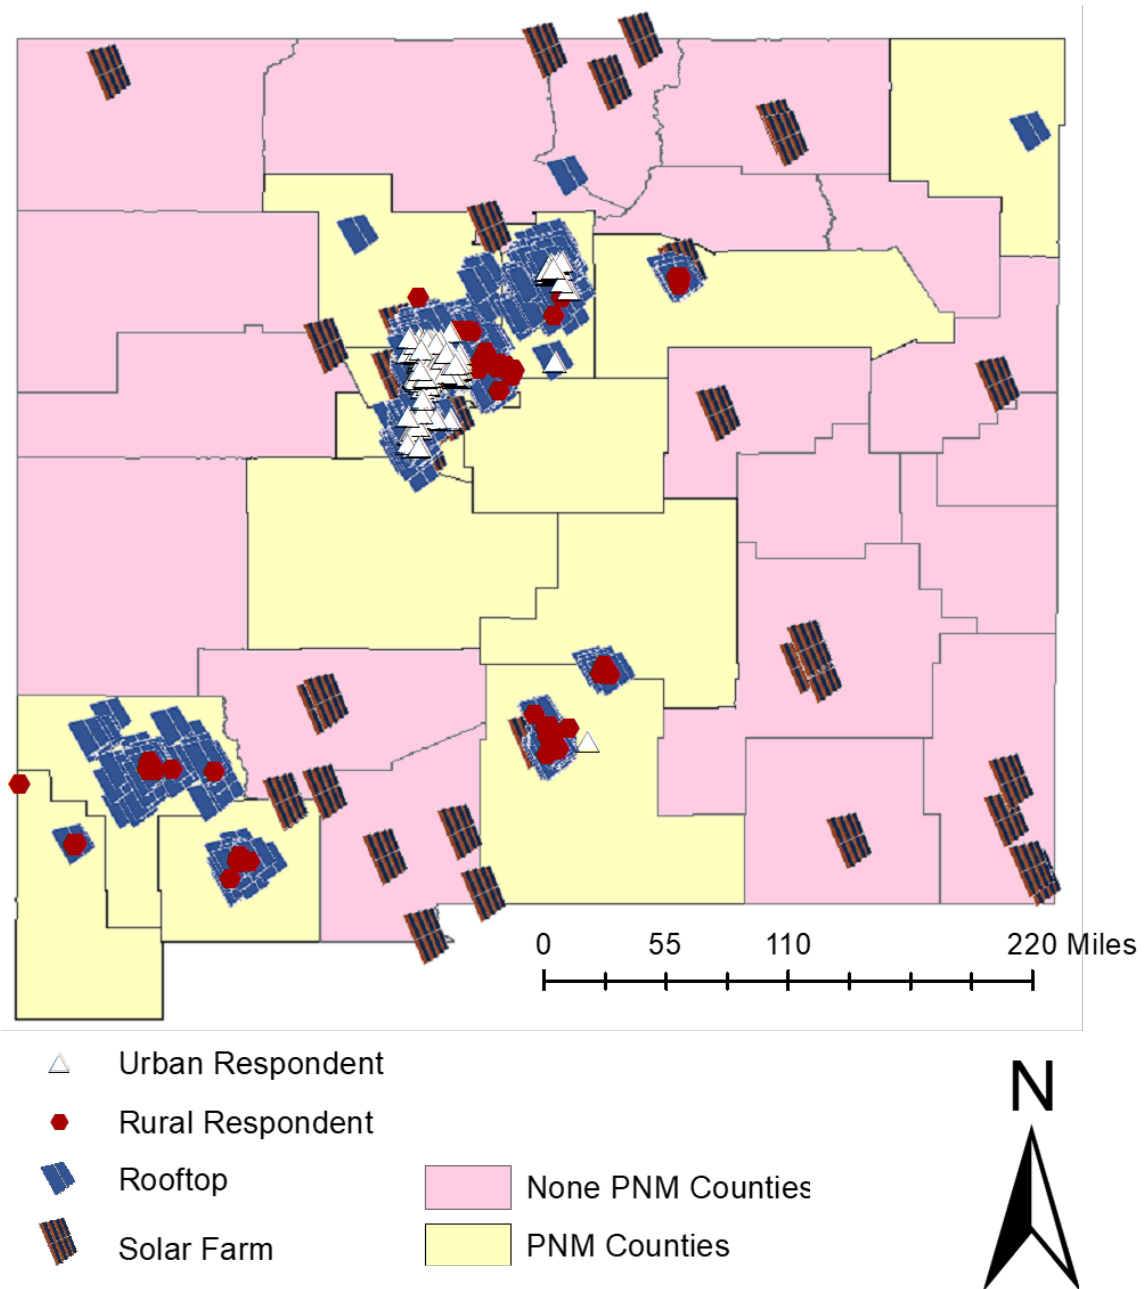 0 55 110 220 Miles
Urban Respondent
Rural Respondent
Rooftop
Solar Farm
None PNM Counties
PNM Counties
N